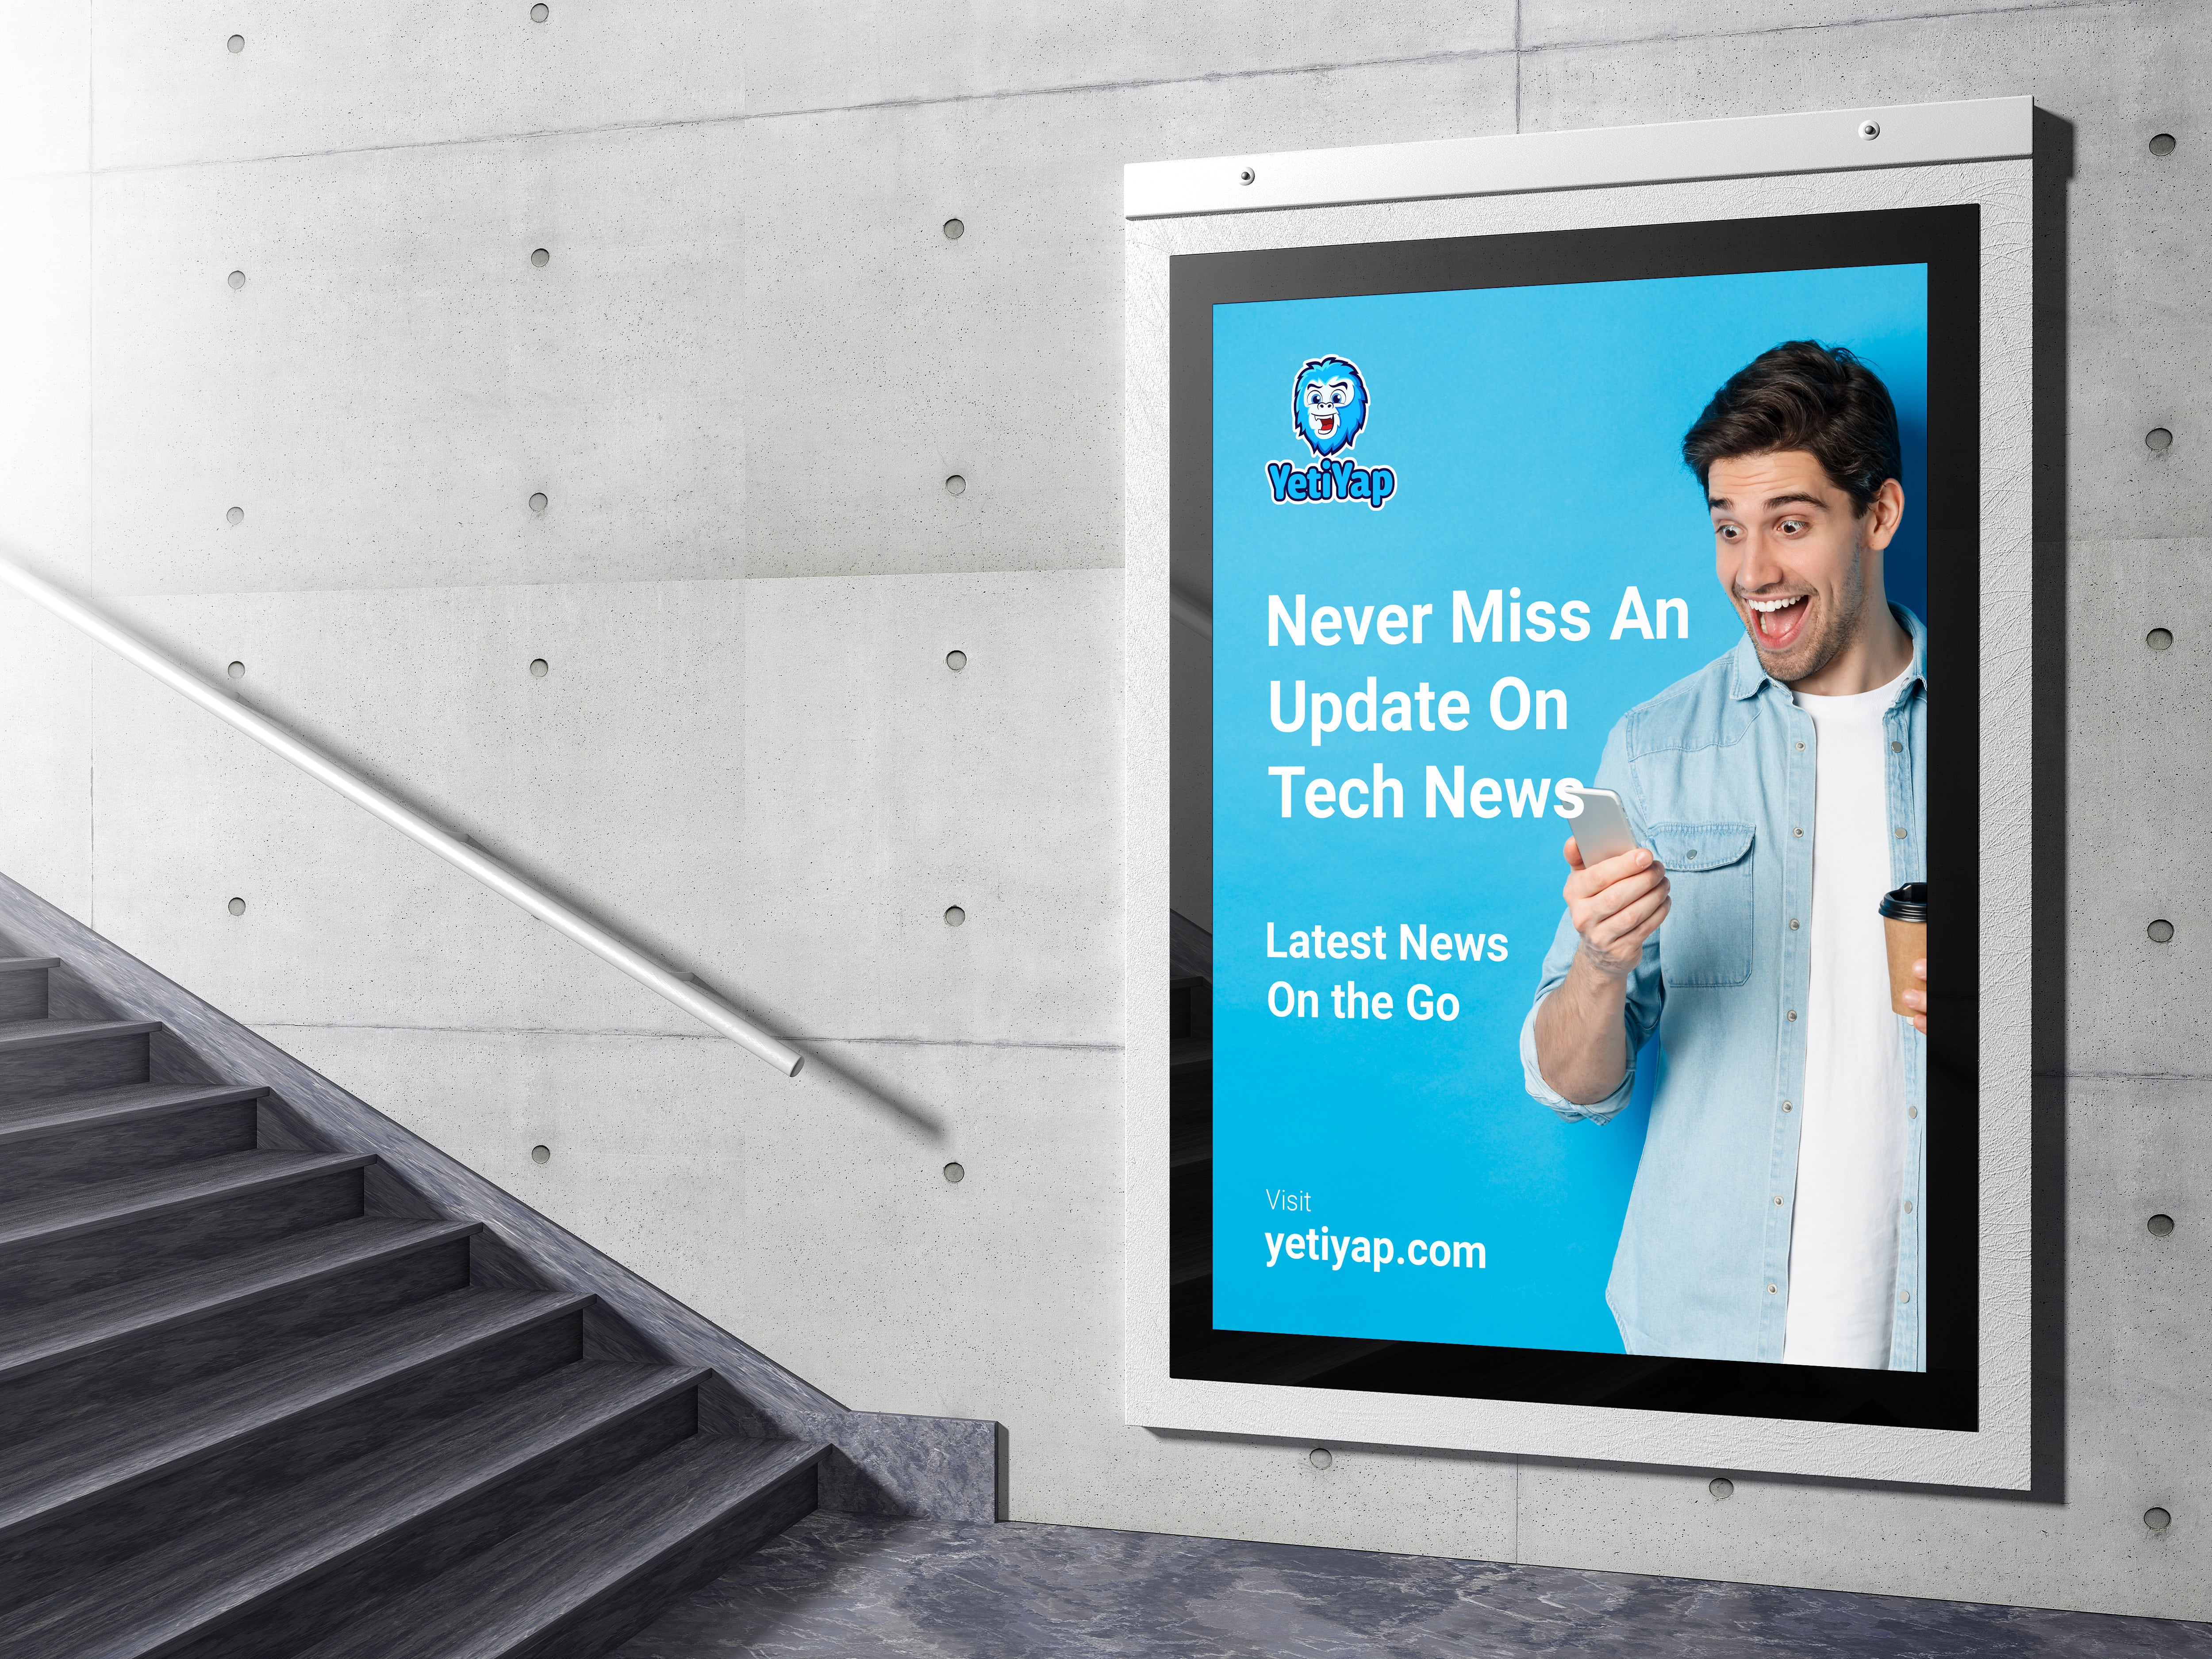 YetiYap
Never Miss An
Update On
Tech News
Latest News
On the Go
Visit
yetiyap.com